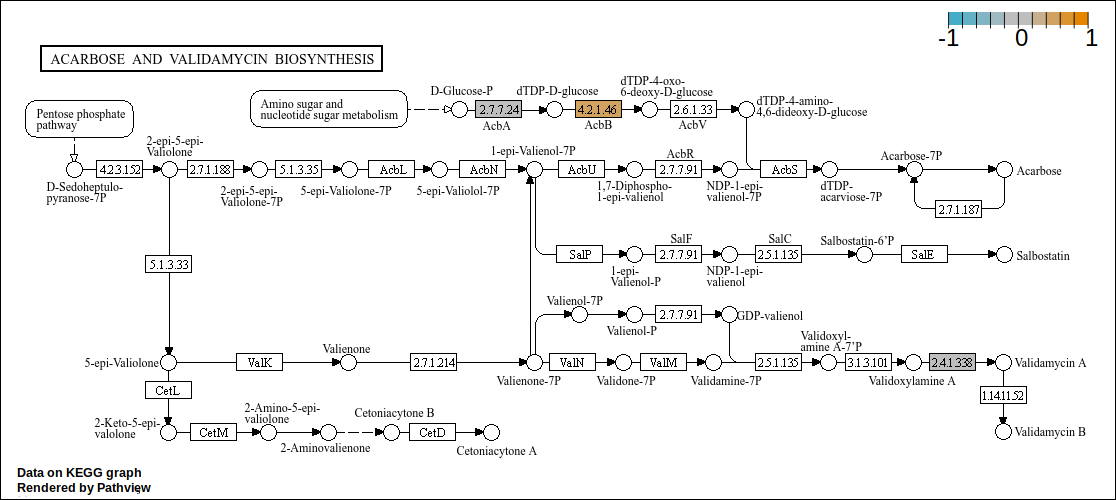 -1 0 1
ACARBOSE AND VALIDAMYCIN BIOSYNTHESIS
Pentose phosphate
pathway
Amino sugar and
nucleotide sugar metabolism
D-Glucose-P
2.7.7.24
AcbA
dTDP-D-glucose
4.2.1.46
AcbB
dTDP-4-oxo-
6-deoxy-D-glucose
2.6.1.33
AcbV
dTDP-4-amino-
4,6-dideoxy-D-glucose
D-Sedoheptulo-
pyranose-7P
4.2.3.152
2-epi-5-epi-
Valiolone
2.7.1.188
2-epi-5-epi-
Valiolone-7P
5.1.3.35
5-epi-Valiolone-7P
AcbL
5-epi-Valiolol-7P
AcbN
1-epi-Valienol-7P
AcbU
1,7-Diphospho-
1-epi-valienol
AcbR
2.7.7.91
NDP-1-epi-
valienol-7P
AcbS
dTDP-
acarviose-7P
Acarbose-7P
Acarbose
2.7.1.187
5.1.3.33
SalP
1-epi-
Valienol-P
SalF
2.7.7.91
NDP-1-epi-
valienol
SalC
2.5.1.135
Salbostatin-6'P
SalE
Salbostatin
Valienol-7P
Valienol-P
2.7.7.91
GDP-valienol
5-epi-Valiolone
ValK
Valienone
2.7.1.214
Valienone-7P
ValN
Validone-7P
ValM
Validamine-7P
2.5.1.135
Validoxyl-
amine A-7'P
3.1.3.101
Validoxylamine A
2.4.1.338
Validamycin A
1.14.11.52
Validamycin B
CetL
2-Keto-5-epi-
valolone
CetM
2-Amino-5-epi-
valiolone
2-Aminovalienone
Cetoniacytone B
CetD
Cetoniacytone A
Data on KEGG graph
Rendered by Pathview